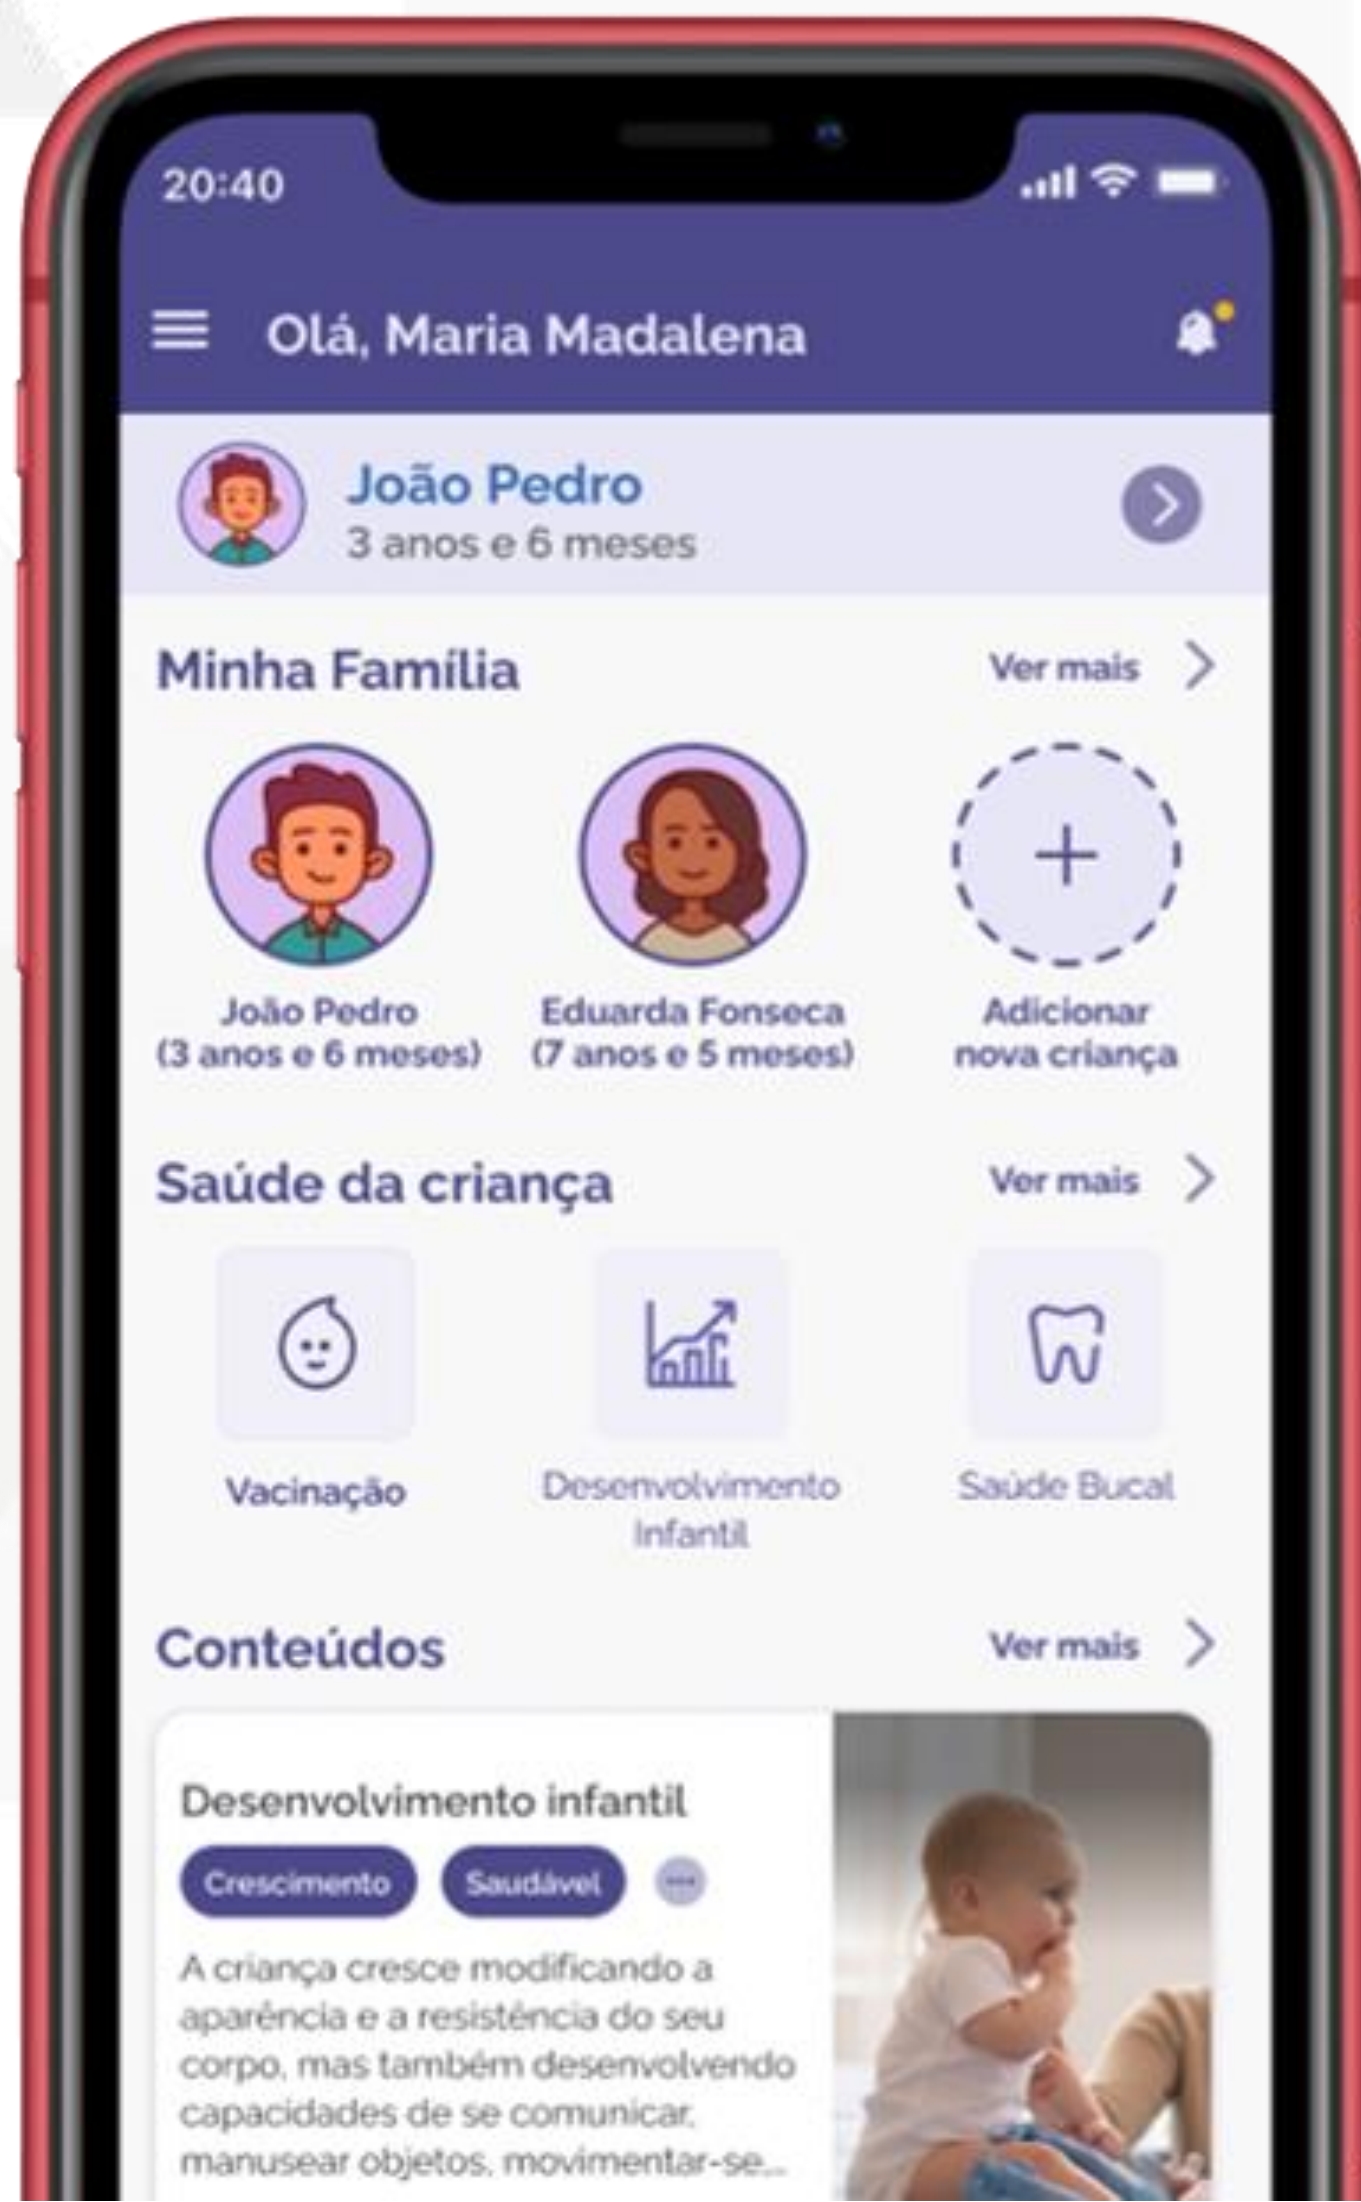 20:40
Olá, Maria Madalena
João Pedro
3 anos e 6 meses
Minha Família
Ver mais
João Pedro
(3 anos e 6 meses)
Eduarda Fonseca
(7 anos e 5 meses)
Adicionar
nova criança
Saúde da criança
Ver mais
Vacinação
Desenvolvimento
Infantil
Saúde Bucal
Conteúdos
Ver mais
Desenvolvimento infantil
Crescimento
Saudável
...
A criança cresce modificando a
aparência e a resistência do seu
corpo, mas também desenvolvendo
capacidades de se comunicar,
manusear objetos, movimentar-se...